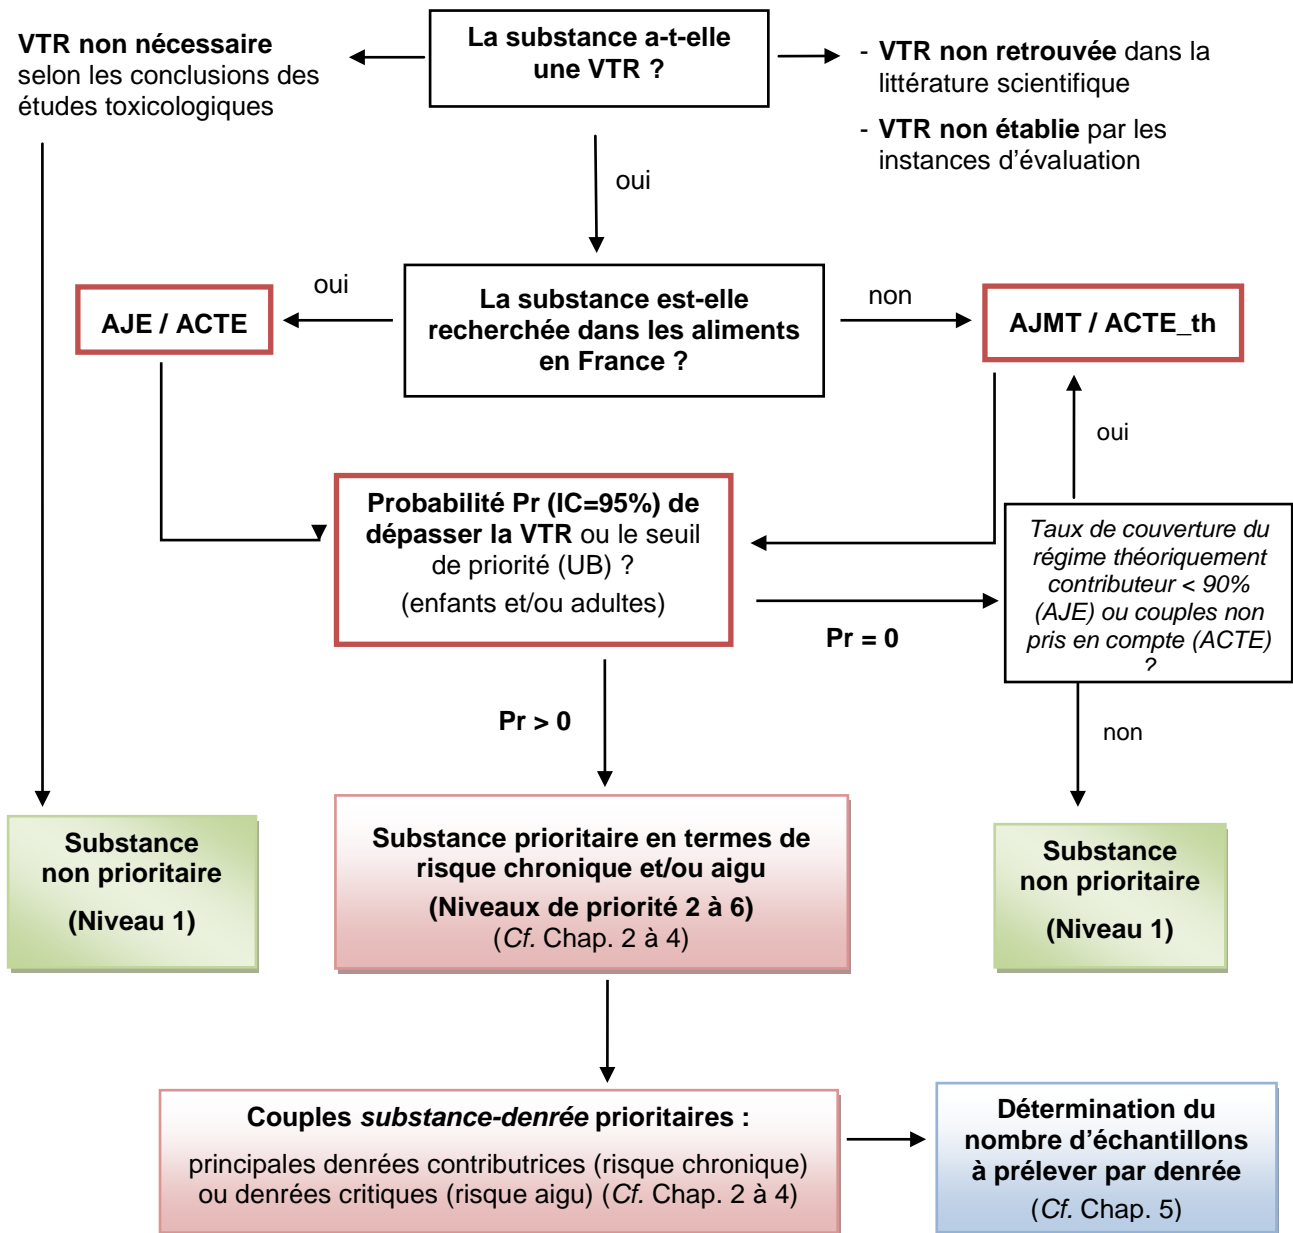 VTR non nécessaire
selon les conclusions des
études toxicologiques
La substance a-t-elle
une VTR ?
- VTR non retrouvée dans la
littérature scientifique
- VTR non établie par les
instances d’évaluation
oui
oui
La substance est-elle
recherchée dans les aliments
en France ?
non
AJE / ACTE
AJMT / ACTE_th
oui
Probabilité Pr (IC=95%) de
dépasser la VTR ou le seuil
de priorité (UB) ?
(enfants et/ou adultes)
Taux de couverture du
régime théoriquement
contributeur < 90%
(AJE) ou couples non
pris en compte (ACTE)
?
Pr = 0
Pr > 0
non
Substance
non prioritaire
(Niveau 1)
Substance prioritaire en termes de
risque chronique et/ou aigu
(Niveaux de priorité 2 à 6)
(Cf. Chap. 2 à 4)
Substance
non prioritaire
(Niveau 1)
Couples substance-denrée prioritaires :
principales denrées contributrices (risque chronique)
ou denrées critiques (risque aigu) (Cf. Chap. 2 à 4)
Détermination du
nombre d’échantillons
à prélever par denrée
(Cf. Chap. 5)